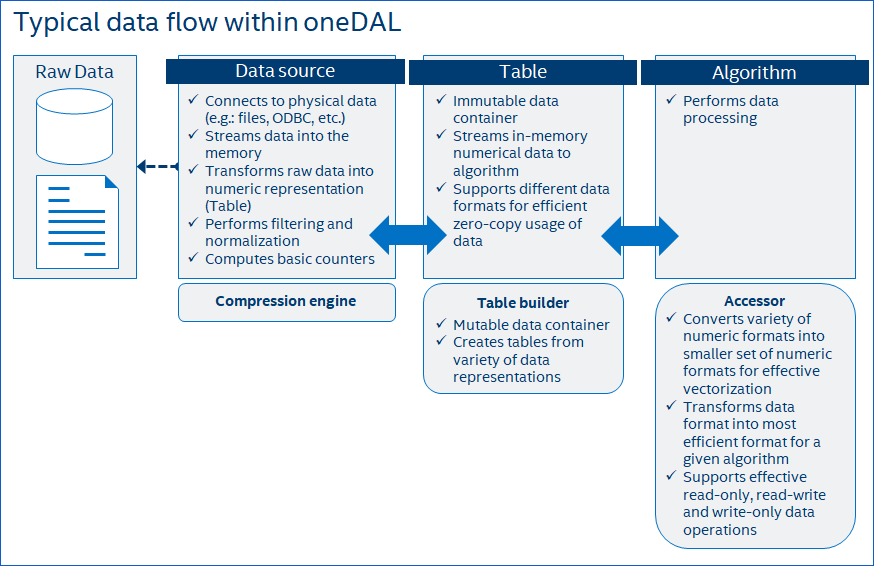 Typical data flow within oneDAL
Raw Data
Data source
✓ Connects to physical data
(e.g.: files, ODBC, etc.)
✓ Streams data into the
memory
✓ Transforms raw data into
numeric representation
(Table)
✓ Performs filtering and
normalization
✓ Computes basic counters
Compression engine
Table
✓ Immutable data
container
✓ Streams in-memory
numerical data to
algorithm
✓ Supports different data
formats for efficient
zero-copy usage of
data
Table builder
✓ Mutable data container
✓ Creates tables from
variety of data
representations
Algorithm
✓ Performs data
processing
Accessor
✓ Converts variety of
numeric formats into
smaller set of numeric
formats for effective
vectorization
✓ Transforms data
format into most
efficient format for a
given algorithm
✓ Supports effective
read-only, read-write
and write-only data
operations